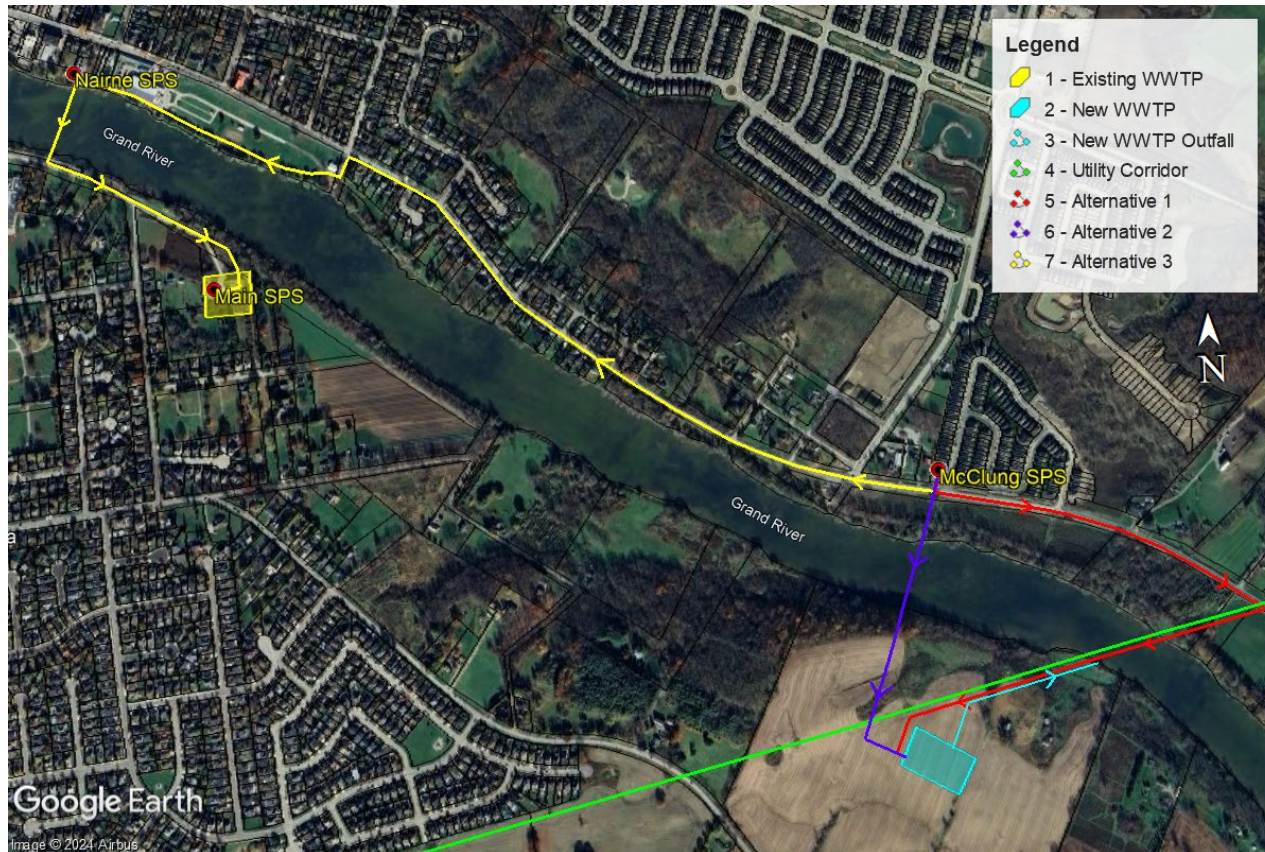 Legend
1 - Existing WWTP
2 - New WWTP
3 - New WWTP Outfall
4 - Utility Corridor
5 - Alternative 1
6 - Alternative 2
7 - Alternative 3
Nairne SPS
Grand River
Main SPS
N
McClung SPS
Grand River
a
Google Earth
Image © 2024 Airbus